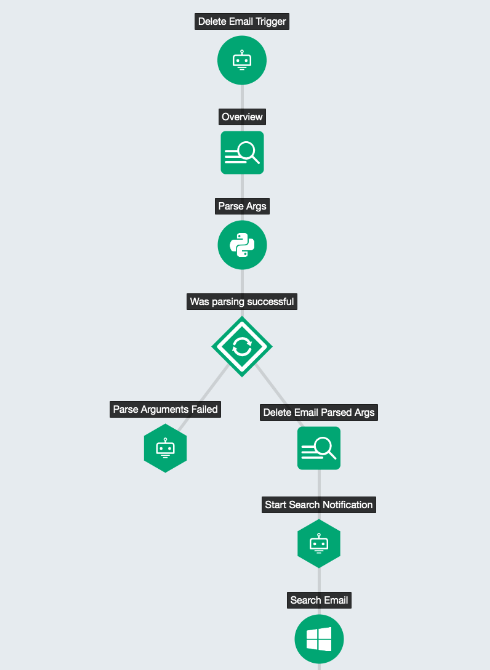 Delete Email Trigger
Overview
Parse Args
Was parsing successful
Parse Arguments Failed
Delete Email Parsed Args
Start Search Notification
Search Email